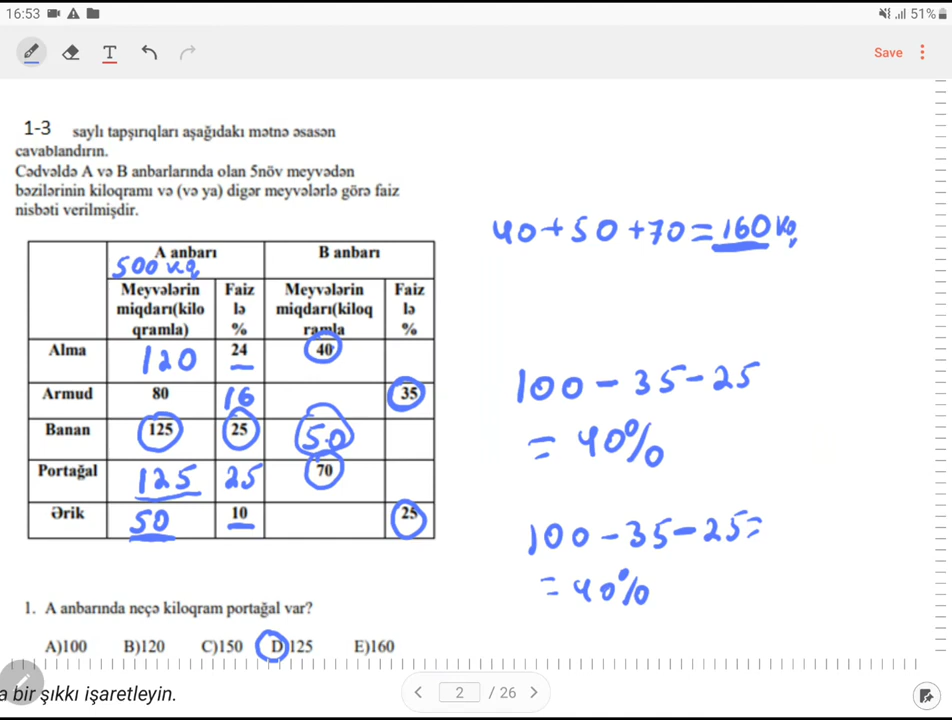 16:53 51%
T Save
1-3 saylı tapşırıqları aşağıdakı mətnə əsasən
cavablandırın.
Cədvəldə A və B anbarlarında olan 5növ meyvədən
bəzilərinin kiloqramı və (və ya) digər meyvələrlə görə faiz
nisbəti verilmişdir.
40+50+70=160 kq
A anbarı B anbarı
500 kq
Meyvələrin Faiz Meyvələrin Faiz
miqdarı(kilo lə miqdarı(kiloq lə
qramla) % ramla %
Alma 120 24 40
Armud 80 16 35
Banan 125 25 50
Portağal 125 25 70
Ərik 50 10 25
100-35-25
=40%
100-35-25=
=40%
1. A anbarında neçə kiloqram portağal var?
A)100 B)120 C)150 D)125 E)160
a bir şıkkı işaretleyin.
2 / 26